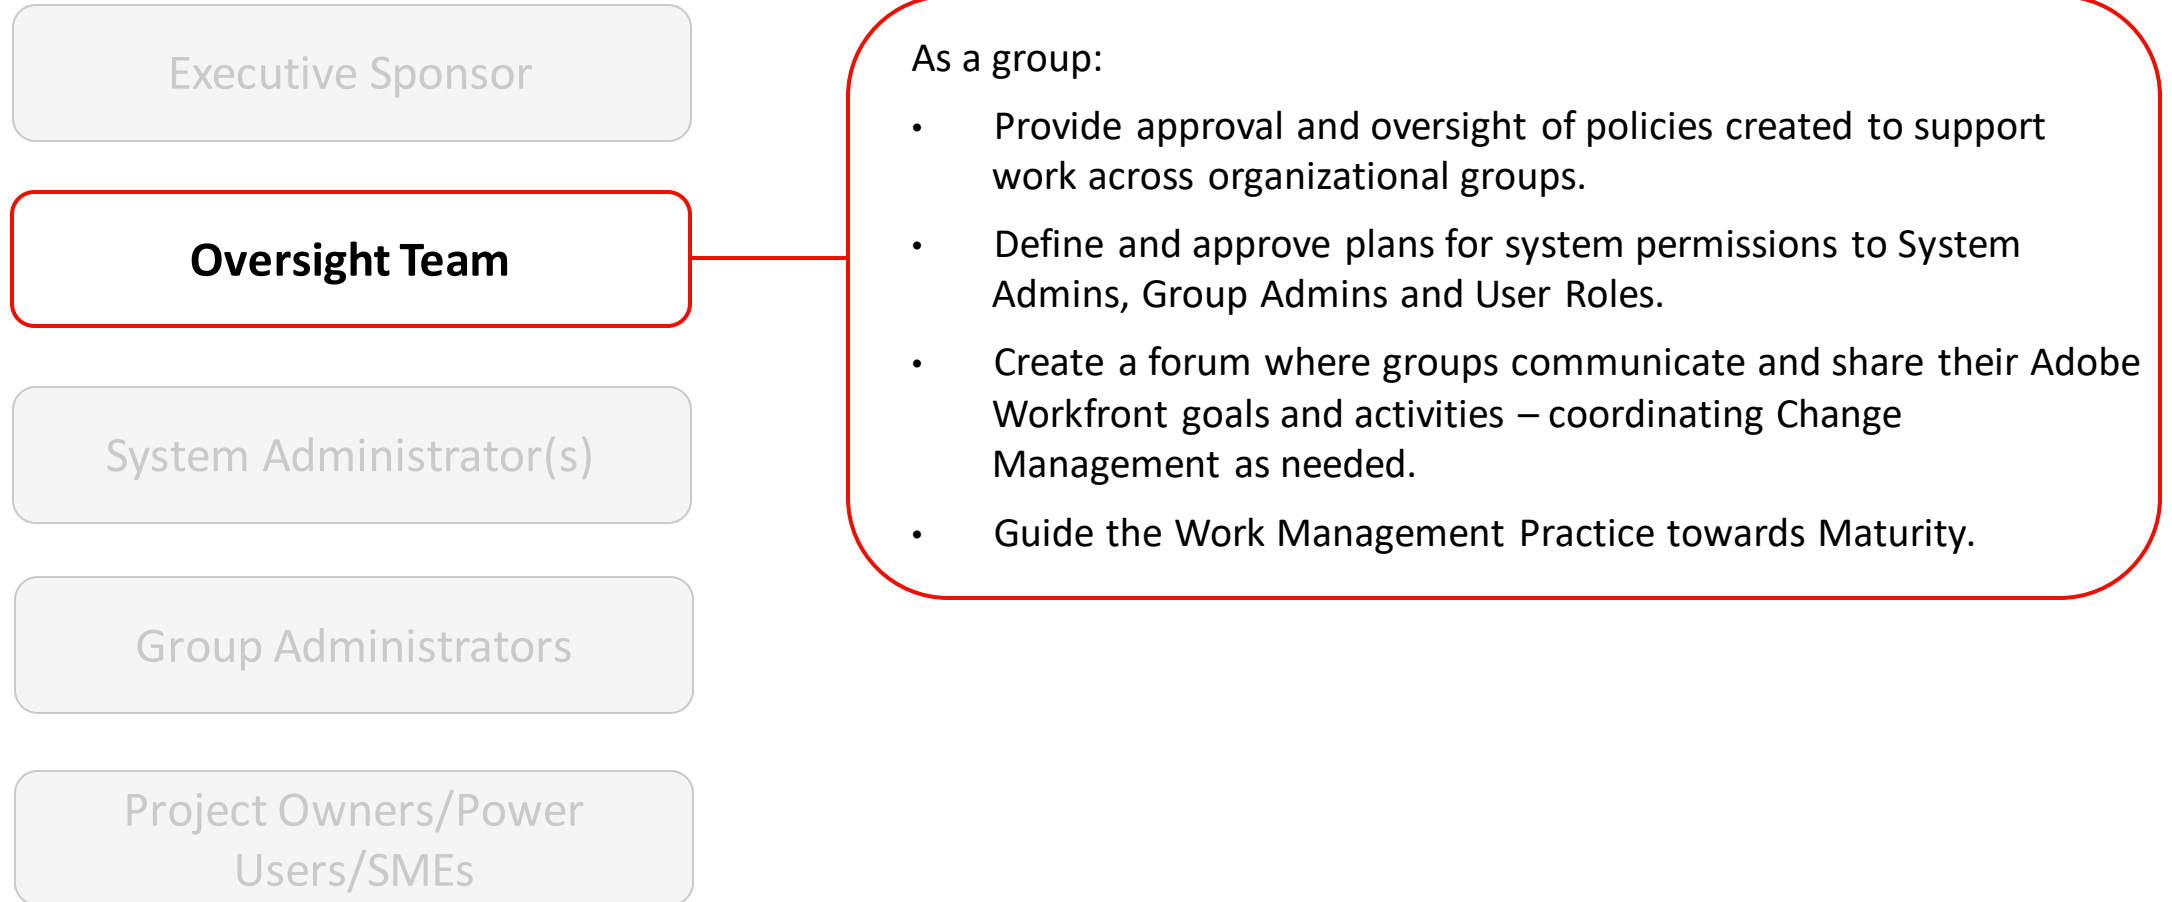 Executive Sponsor
Oversight Team
System Administrator(s)
Group Administrators
Project Owners/Power
Users/SMEs
As a group:
• Provide approval and oversight of policies created to support
work across organizational groups.
• Define and approve plans for system permissions to System
Admins, Group Admins and User Roles.
• Create a forum where groups communicate and share their Adobe
Workfront goals and activities – coordinating Change
Management as needed.
• Guide the Work Management Practice towards Maturity.